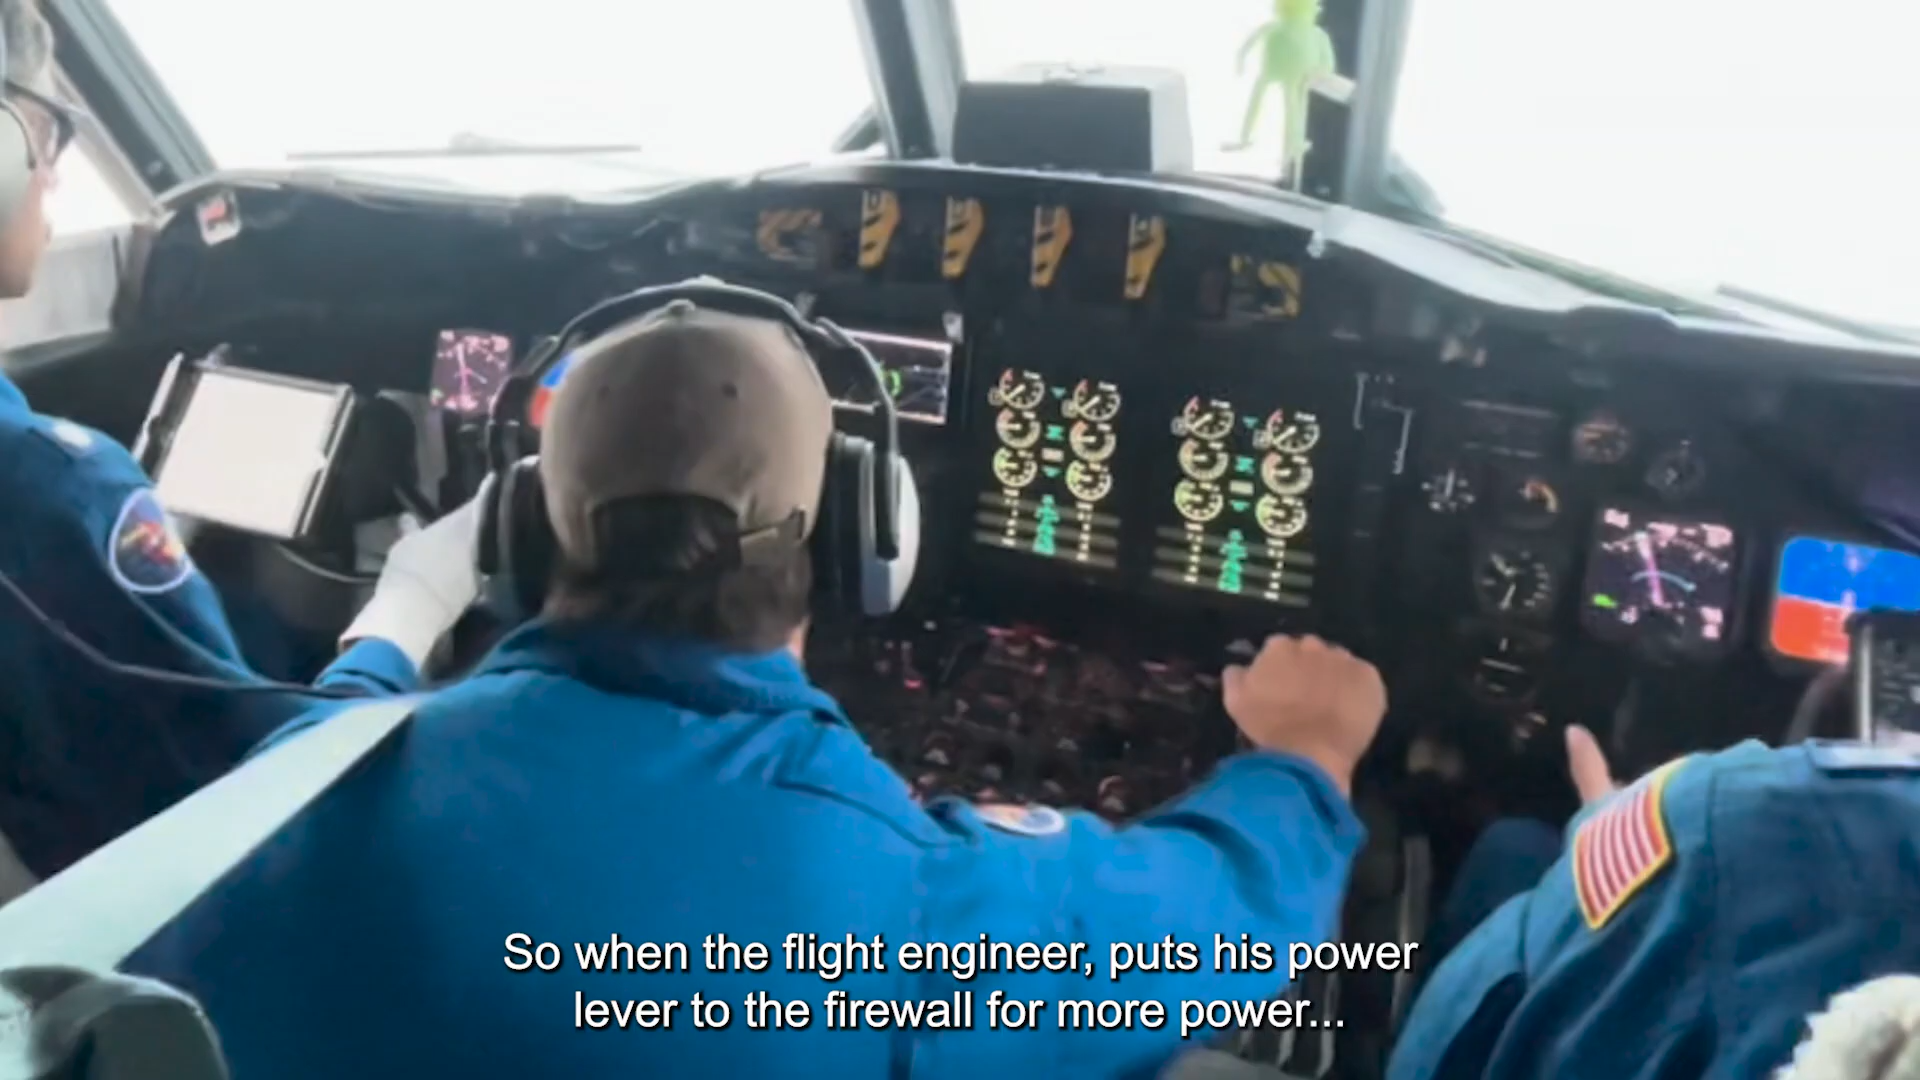 So when the flight engineer, puts his power
lever to the firewall for more power...